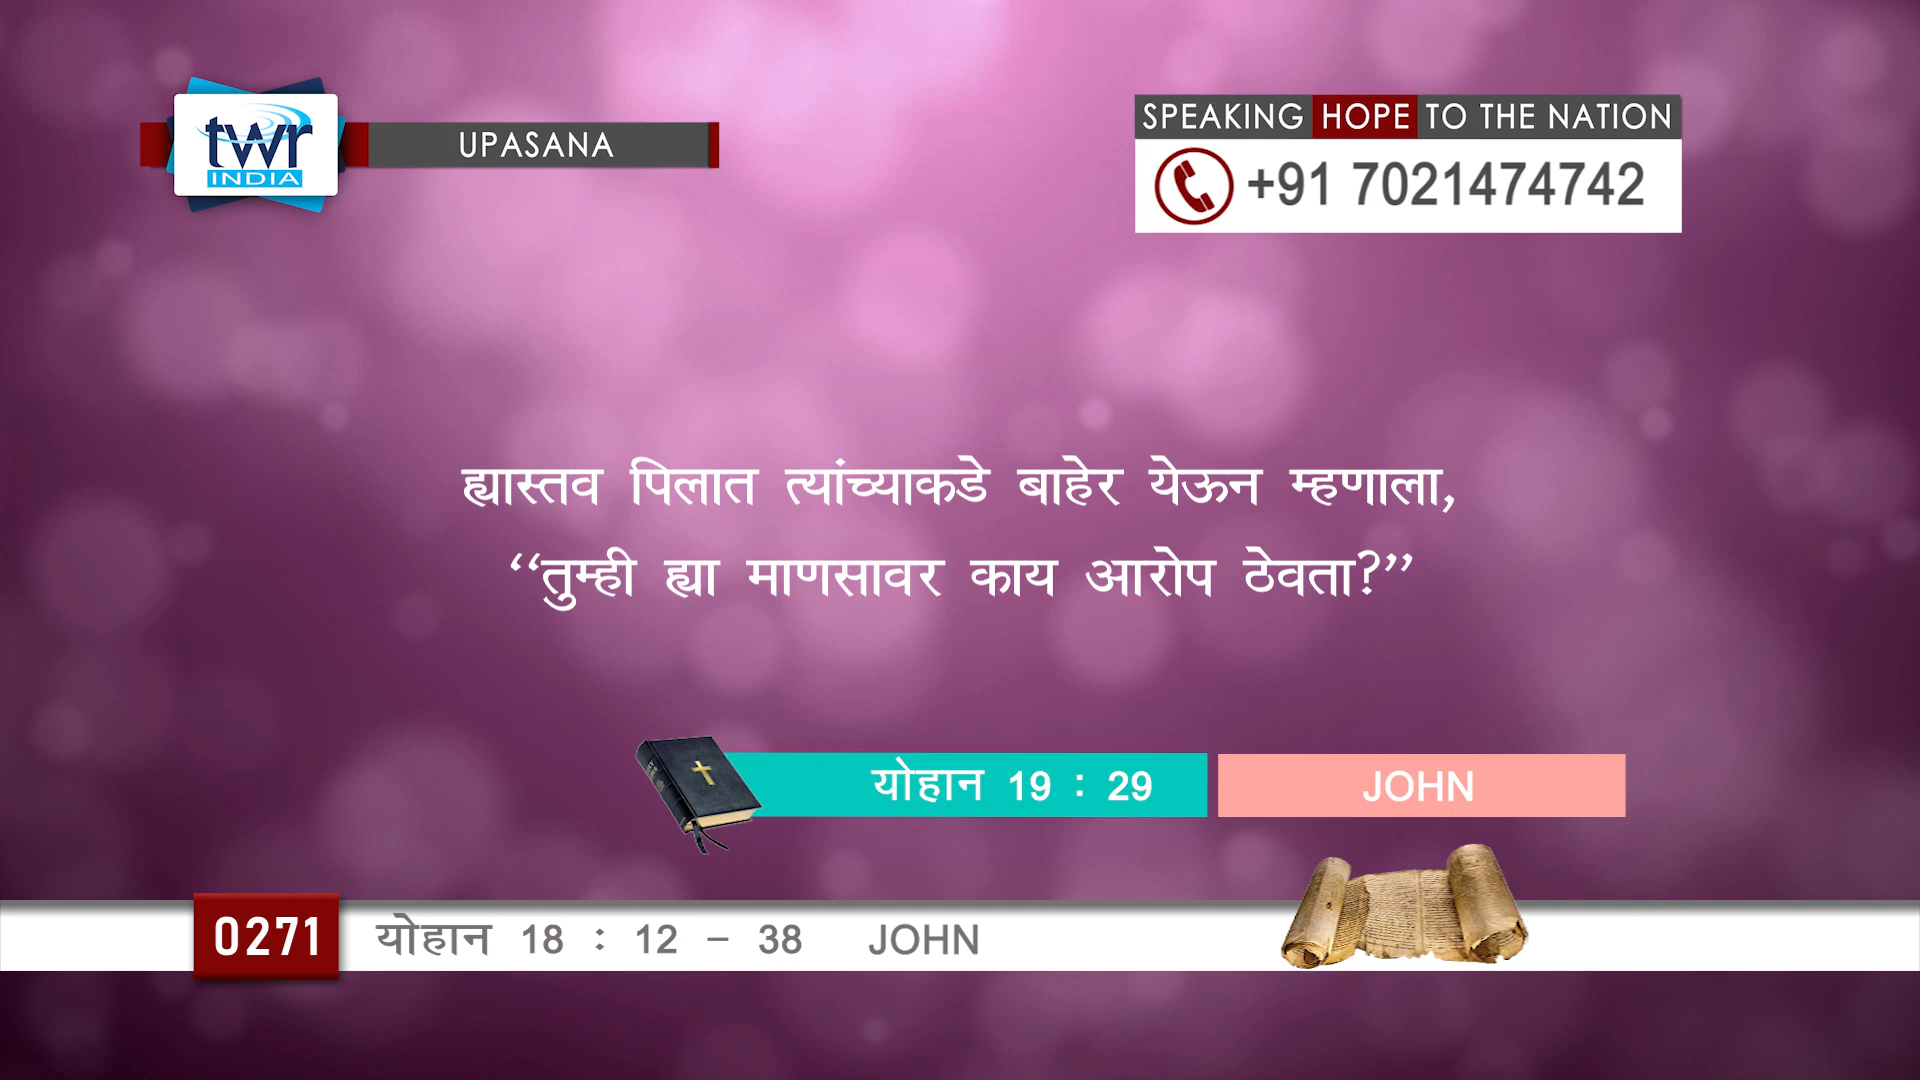 twr
INDIA
UPASANA
SPEAKING HOPE TO THE NATION
+91 7021474742
ह्यास्तव पिलात त्यांच्याकडे बाहेर येऊन म्हणाला,
‘‘तुम्ही ह्या माणसावर काय आरोप ठेवता?’’
योहान 19 : 29
JOHN
0271
योहान 18 : 12 – 38 JOHN